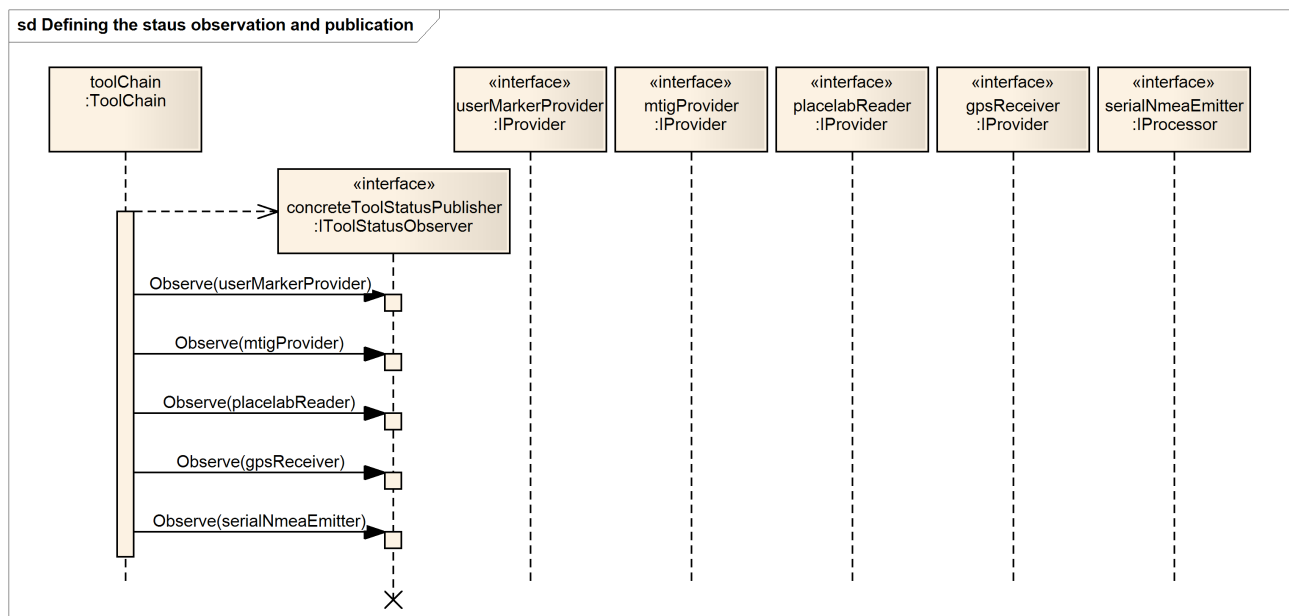 sd Defining the staus observation and publication
toolChain
:ToolChain
«interface»
userMarkerProvider
:IProvider
«interface»
mtigProvider
:IProvider
«interface»
placelabReader
:IProvider
«interface»
gpsReceiver
:IProvider
«interface»
serialNmeaEmitter
:IProcessor
«interface»
concreteToolStatusPublisher
:IToolStatusObserver
Observe(userMarkerProvider)
Observe(mtigProvider)
Observe(placelabReader)
Observe(gpsReceiver)
Observe(serialNmeaEmitter)